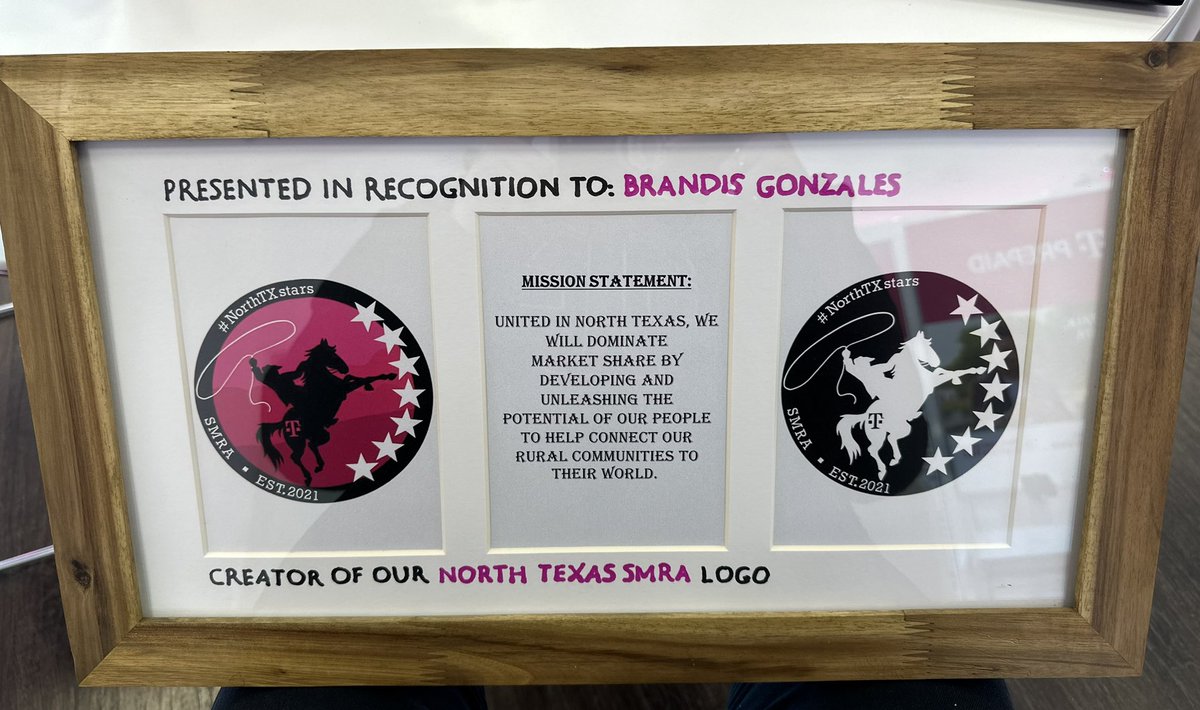 PRESENTED IN RECOGNITION TO: BRANDIS GONZALES
#NorthTXstars
T
SMRA ▪ EST.2021
MISSION STATEMENT:
UNITED IN NORTH TEXAS, WE
WILL DOMINATE
MARKET SHARE BY
DEVELOPING AND
UNLEASHING THE
POTENTIAL OF OUR PEOPLE
TO HELP CONNECT OUR
RURAL COMMUNITIES TO
THEIR WORLD.
#NorthTXstars
T
SMRA ▪ EST.2021
T PREPAID
CREATOR OF OUR NORTH TEXAS SMRA LOGO